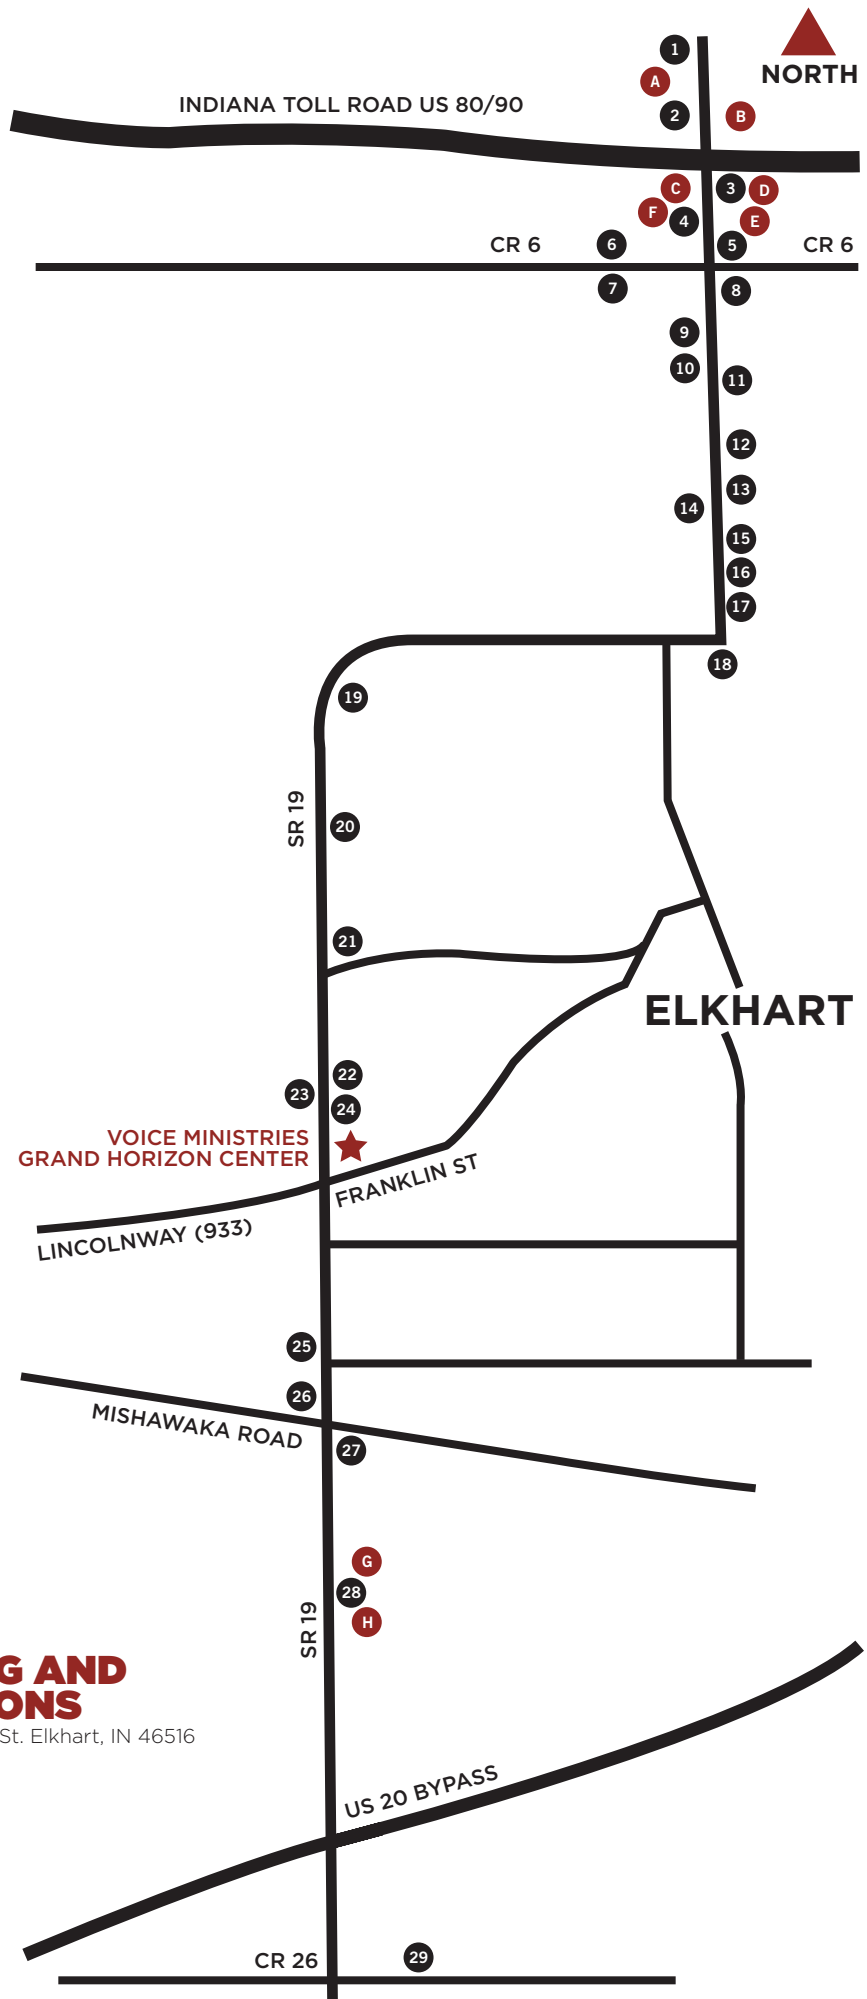 1
NORTH
A
INDIANA TOLL ROAD US 80/90
2
B
C
3
D
F
4
E
CR 6
6
5
CR 6
7
8
9
10
11
12
13
14
15
16
17
18
19
SR 19
20
21
ELKHART
22
23
24
VOICE MINISTRIES
GRAND HORIZON CENTER
FRANKLIN ST
LINCOLNWAY (933)
25
26
MISHAWAKA ROAD
27
G
28
H
SR 19
G AND
ONS
St. Elkhart, IN 46516
US 20 BYPASS
CR 26
29